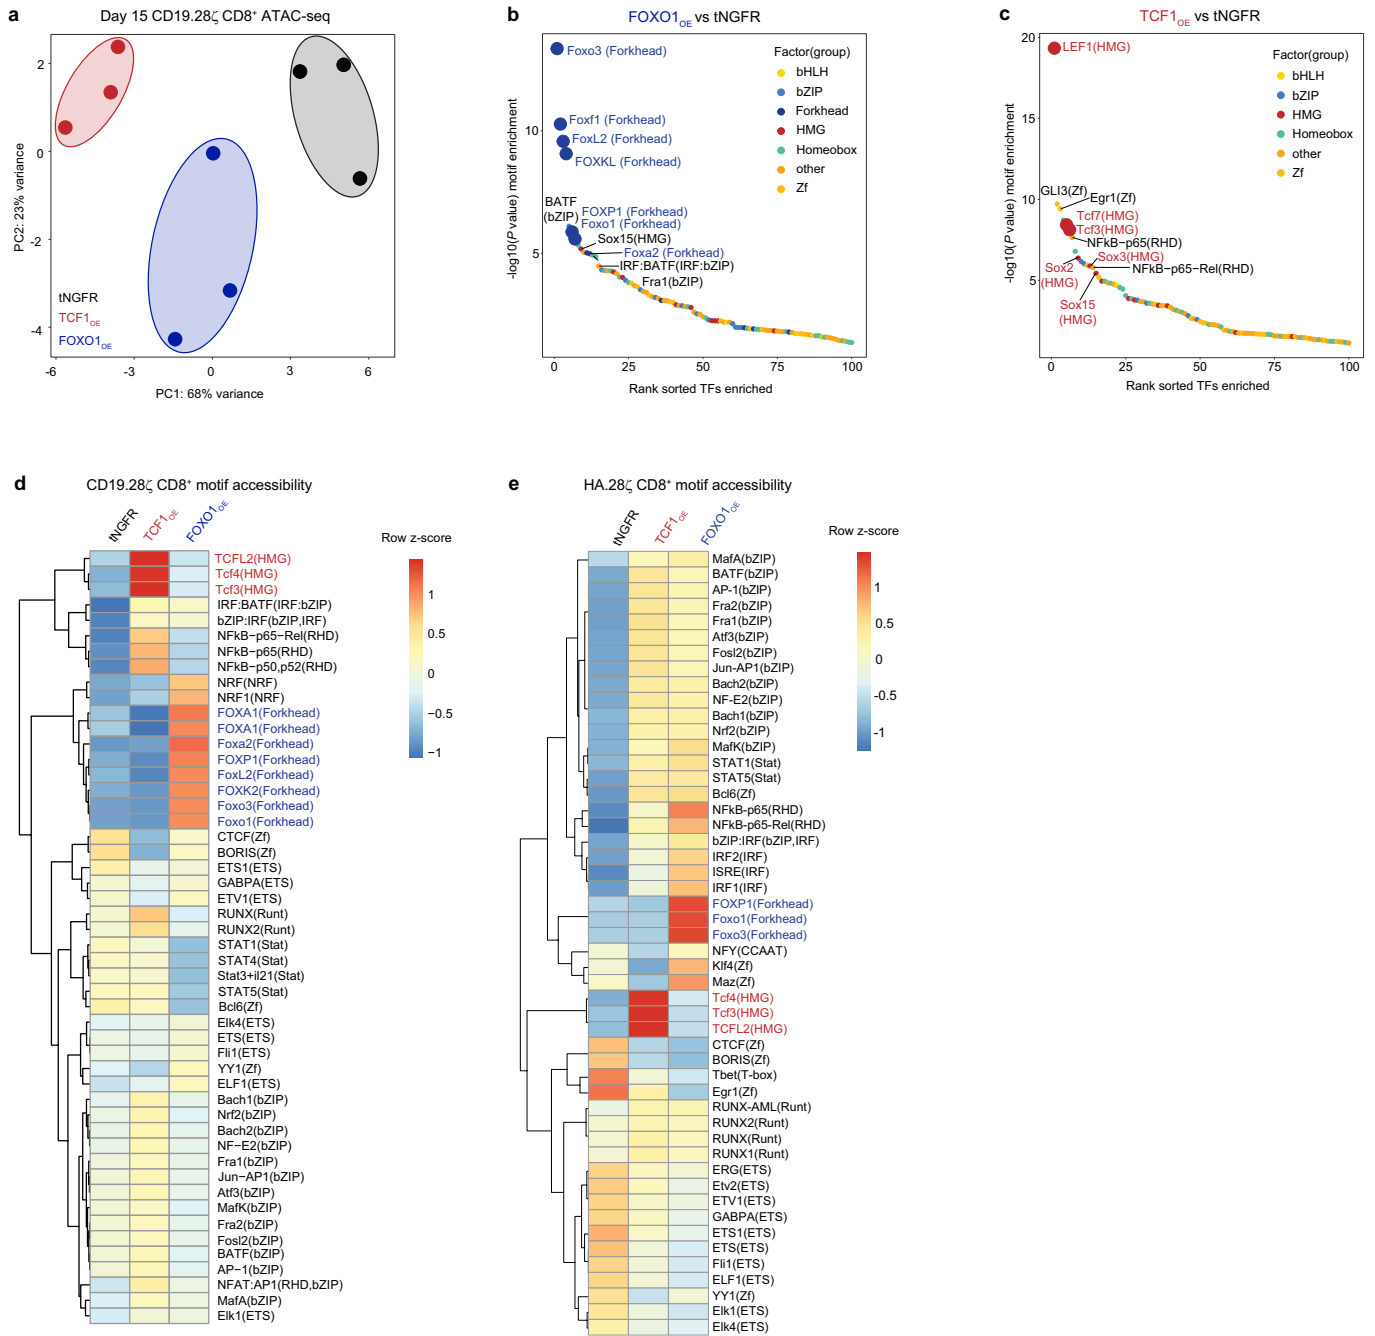 a
Day 15 CD19.28ζ CD8⁺ ATAC-seq
PC2: 23% variance
2
0
-2
-4
tNGFR
TCF1OE
FOXO1OE
-6
-3
0
3
6
PC1: 68% variance
b
FOXO1OE vs tNGFR
-log10(P value) motif enrichment
10
5
Foxo3 (Forkhead)
Foxf1 (Forkhead)
FoxL2 (Forkhead)
FOXKL (Forkhead)
BATF
(bZIP)
FOXP1 (Forkhead)
Foxo1 (Forkhead)
Sox15(HMG)
Foxa2 (Forkhead)
IRF:BATF(IRF:bZIP)
Fra1(bZIP)
Factor(group)
bHLH
bZIP
Forkhead
HMG
Homeobox
other
Zf
0
25
50
75
100
Rank sorted TFs enriched
c
TCF1OE vs tNGFR
-log10(P value) motif enrichment
20
15
10
5
LEF1(HMG)
GLI3(Zf)
Egr1(Zf)
Tcf7(HMG)
Tcf3(HMG)
NFkB−p65(RHD)
Sox3(HMG)
Sox2
(HMG)
NFkB−p65-Rel(RHD)
Sox15
(HMG)
Factor(group)
bHLH
bZIP
HMG
Homeobox
other
Zf
0
25
50
75
100
Rank sorted TFs enriched
d
CD19.28ζ CD8⁺ motif accessibility
tNGFR
TCF1OE
FOXO1OE
TCFL2(HMG)
Tcf4(HMG)
Tcf3(HMG)
IRF:BATF(IRF:bZIP)
bZIP:IRF(bZIP,IRF)
NFkB−p65−Rel(RHD)
NFkB−p65(RHD)
NFkB−p50,p52(RHD)
NRF(NRF)
NRF1(NRF)
FOXA1(Forkhead)
FOXA1(Forkhead)
Foxa2(Forkhead)
FOXP1(Forkhead)
FoxL2(Forkhead)
FOXK2(Forkhead)
Foxo3(Forkhead)
Foxo1(Forkhead)
CTCF(Zf)
BORIS(Zf)
ETS1(ETS)
GABPA(ETS)
ETV1(ETS)
RUNX(Runt)
RUNX2(Runt)
STAT1(Stat)
STAT4(Stat)
Stat3+il21(Stat)
STAT5(Stat)
Bcl6(Zf)
Elk4(ETS)
ETS(ETS)
Fli1(ETS)
YY1(Zf)
ELF1(ETS)
Bach1(bZIP)
Nrf2(bZIP)
Bach2(bZIP)
NF−E2(bZIP)
Fra1(bZIP)
Jun−AP1(bZIP)
Atf3(bZIP)
MafK(bZIP)
Fra2(bZIP)
Fosl2(bZIP)
BATF(bZIP)
AP−1(bZIP)
NFAT:AP1(RHD,bZIP)
MafA(bZIP)
Elk1(ETS)
Row z-score
1
0.5
0
−0.5
−1
e
HA.28ζ CD8⁺ motif accessibility
tNGFR
TCF1OE
FOXO1OE
MafA(bZIP)
BATF(bZIP)
AP-1(bZIP)
Fra2(bZIP)
Fra1(bZIP)
Atf3(bZIP)
Fosl2(bZIP)
Jun-AP1(bZIP)
Bach2(bZIP)
NF-E2(bZIP)
Bach1(bZIP)
Nrf2(bZIP)
MafK(bZIP)
STAT1(Stat)
STAT5(Stat)
Bcl6(Zf)
NFkB-p65(RHD)
NFkB-p65-Rel(RHD)
bZIP:IRF(bZIP,IRF)
IRF2(IRF)
ISRE(IRF)
IRF1(IRF)
FOXP1(Forkhead)
Foxo1(Forkhead)
Foxo3(Forkhead)
NFY(CCAAT)
Klf4(Zf)
Maz(Zf)
Tcf4(HMG)
Tcf3(HMG)
TCFL2(HMG)
CTCF(Zf)
BORIS(Zf)
Tbet(T-box)
Egr1(Zf)
RUNX-AML(Runt)
RUNX2(Runt)
RUNX(Runt)
RUNX1(Runt)
ERG(ETS)
Etv2(ETS)
ETV1(ETS)
GABPA(ETS)
ETS1(ETS)
ETS(ETS)
Fli1(ETS)
ELF1(ETS)
YY1(Zf)
Elk1(ETS)
Elk4(ETS)
Row z-score
1
0.5
0
-0.5
-1